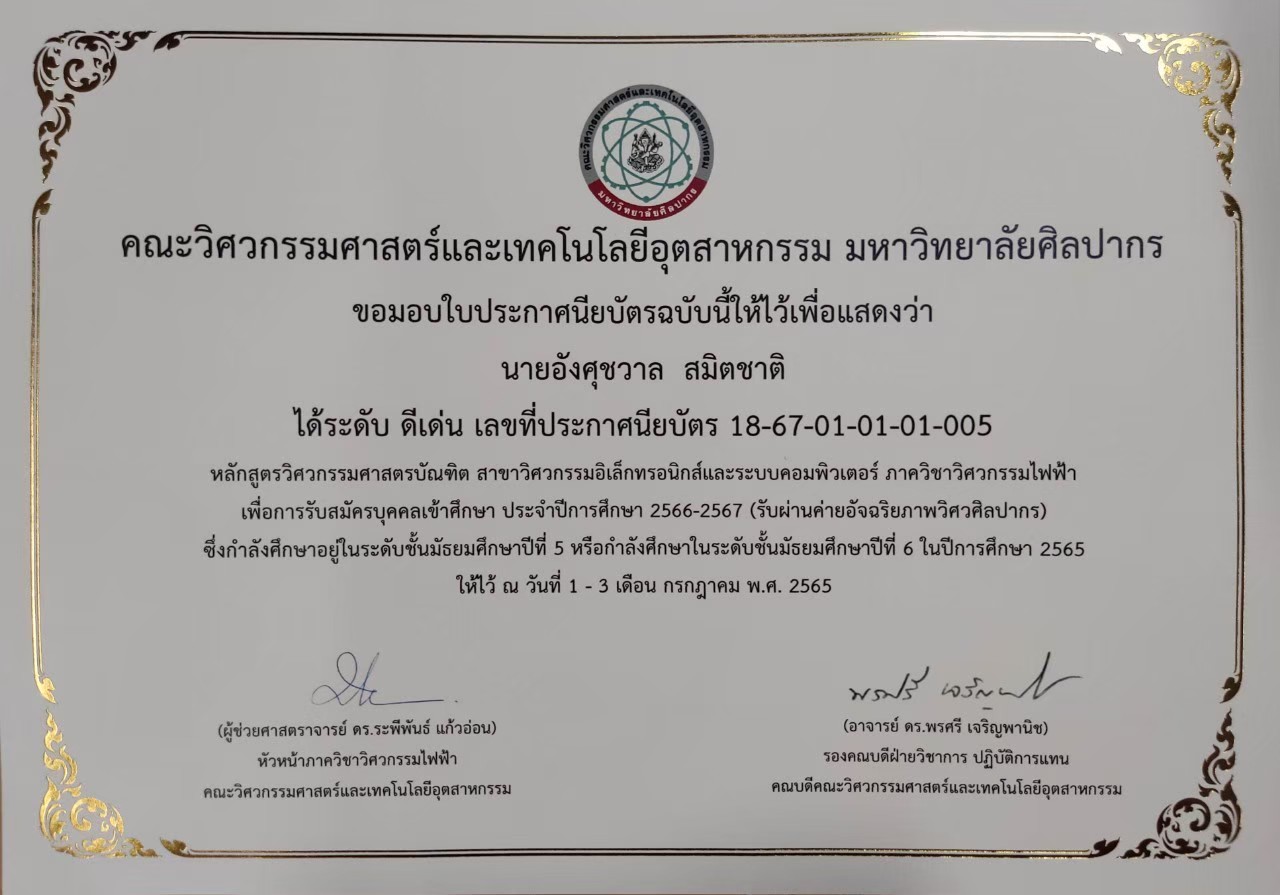 คณะวิศวกรรมศาสตร์และเทคโนโลยีอุตสาหกรรม
มหาวิทยาลัยศิลปากร
คณะวิศวกรรมศาสตร์และเทคโนโลยีอุตสาหกรรม มหาวิทยาลัยศิลปากร
ขอมอบใบประกาศนียบัตรฉบับนี้ให้ไว้เพื่อแสดงว่า
นายอังศุชวาล สมิตชาติ
ได้ระดับ ดีเด่น เลขที่ประกาศนียบัตร 18-67-01-01-01-005
หลักสูตรวิศวกรรมศาสตรบัณฑิต สาขาวิศวกรรมอิเล็กทรอนิกส์และระบบคอมพิวเตอร์ ภาควิชาวิศวกรรมไฟฟ้า
เพื่อการรับสมัครบุคคลเข้าศึกษา ประจำปีการศึกษา 2566-2567 (รับผ่านค่ายอัจฉริยภาพวิศวศิลปากร)
ซึ่งกำลังศึกษาอยู่ในระดับชั้นมัธยมศึกษาปีที่ 5 หรือกำลังศึกษาในระดับชั้นมัธยมศึกษาปีที่ 6 ในปีการศึกษา 2565
ให้ไว้ ณ วันที่ 1 - 3 เดือน กรกฎาคม พ.ศ. 2565
(ผู้ช่วยศาสตราจารย์ ดร.ระพีพันธ์ แก้วอ่อน)
หัวหน้าภาควิชาวิศวกรรมไฟฟ้า
คณะวิศวกรรมศาสตร์และเทคโนโลยีอุตสาหกรรม
พรศรี เจริญพานิช
(อาจารย์ ดร.พรศรี เจริญพานิช)
รองคณบดีฝ่ายวิชาการ ปฏิบัติการแทน
คณบดีคณะวิศวกรรมศาสตร์และเทคโนโลยีอุตสาหกรรม